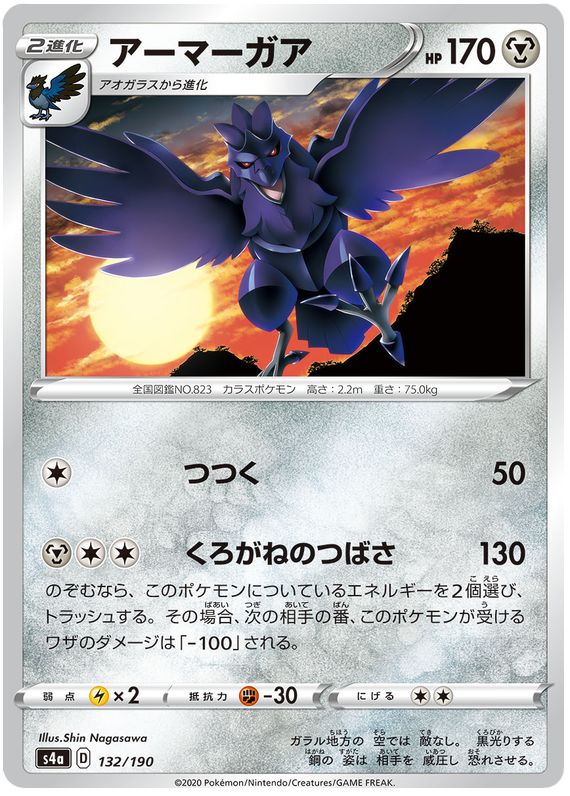 2進化
アーマーガア
HP 170
アオガラスから進化
全国図鑑NO.823 カラスポケモン 高さ：2.2m 重さ：75.0kg
つつく 50
くろがねのつばさ 130
のぞむなら、このポケモンについているエネルギーを2個選び、
トラッシュする。その場合、次の相手の番、このポケモンが受ける
ワザのダメージは「-100」される。
弱点 ×2 抵抗力 -30 にげる
Illus.Shin Nagasawa
s4a D 132/190
ガラル地方の 空では 敵なし。 黒光りする
鋼の 姿は 相手を 威圧し 恐れさせる。
©2020 Pokémon/Nintendo/Creatures/GAME FREAK.